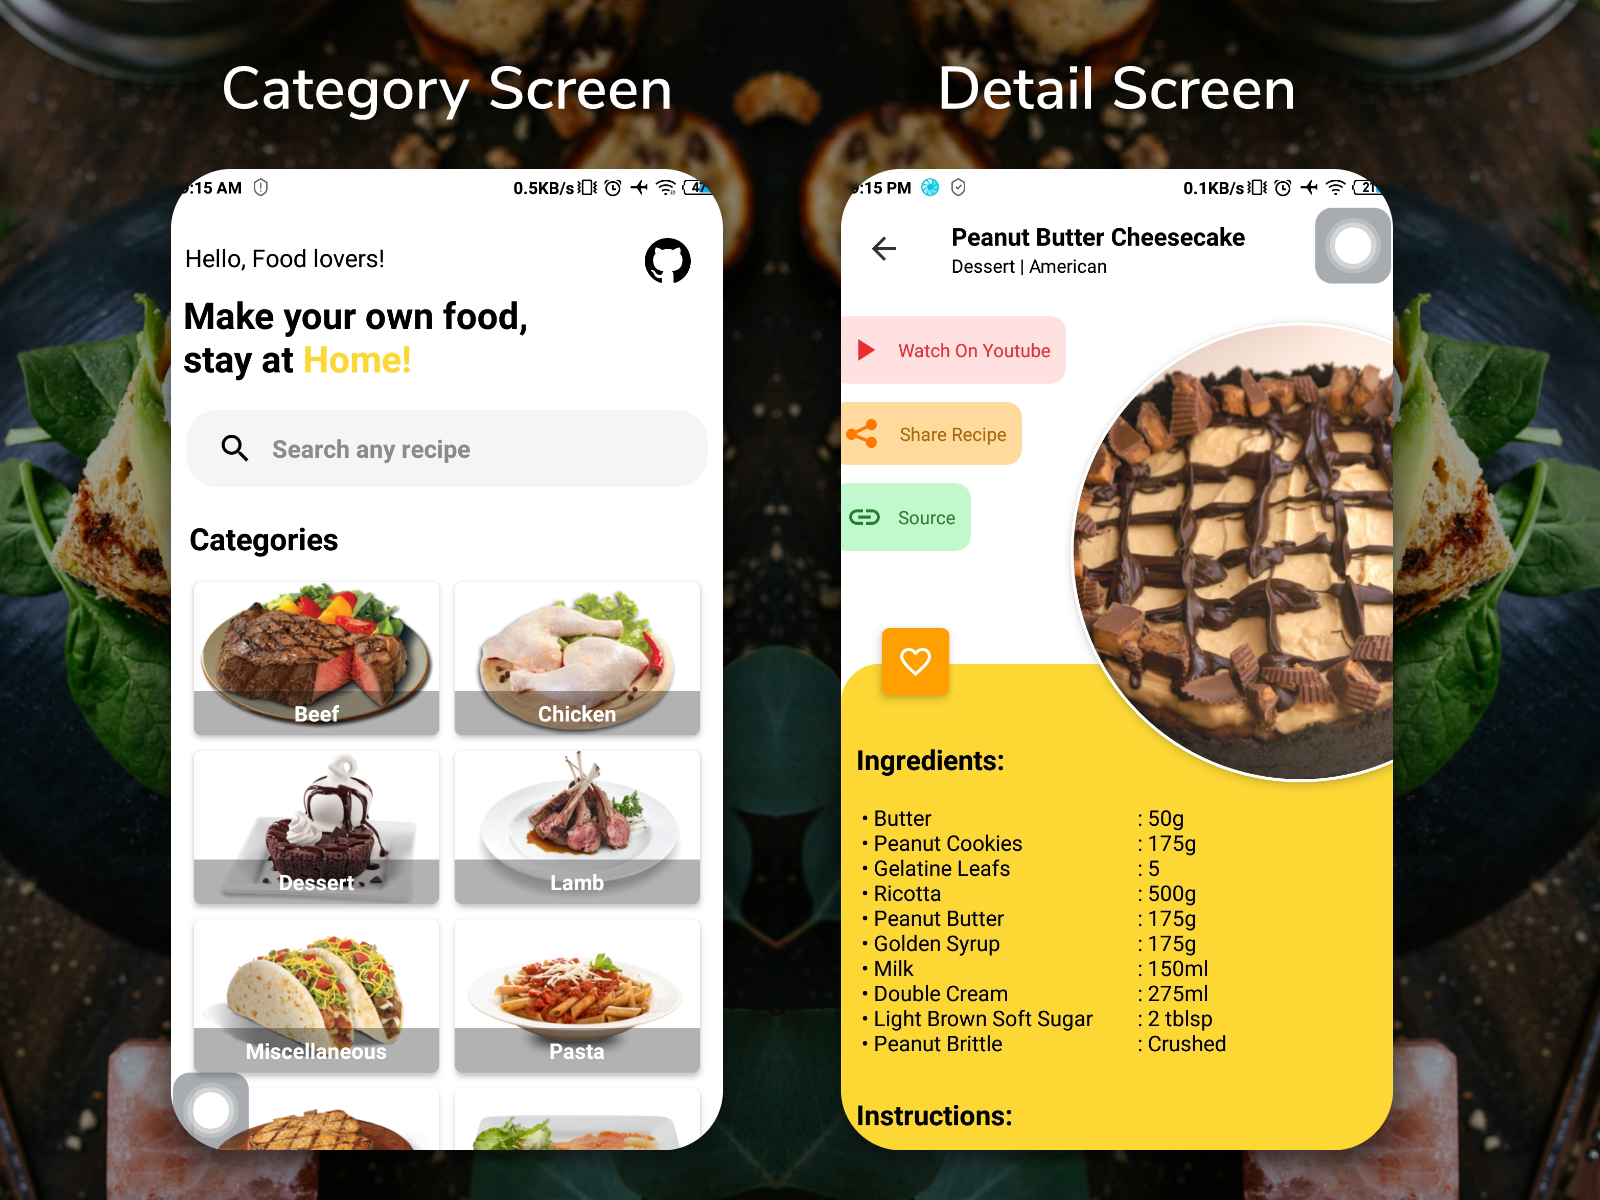 Category Screen
Detail Screen
:15 AM
0.5KB/s
47
Hello, Food lovers!
Make your own food,
stay at Home!
Search any recipe
Categories
Beef
Chicken
Dessert
Lamb
Miscellaneous
Pasta
:15 PM
0.1KB/s
21
Peanut Butter Cheesecake
Dessert | American
Watch On Youtube
Share Recipe
Source
Ingredients:
• Butter : 50g
• Peanut Cookies : 175g
• Gelatine Leafs : 5
• Ricotta : 500g
• Peanut Butter : 175g
• Golden Syrup : 175g
• Milk : 150ml
• Double Cream : 275ml
• Light Brown Soft Sugar : 2 tblsp
• Peanut Brittle : Crushed
Instructions: